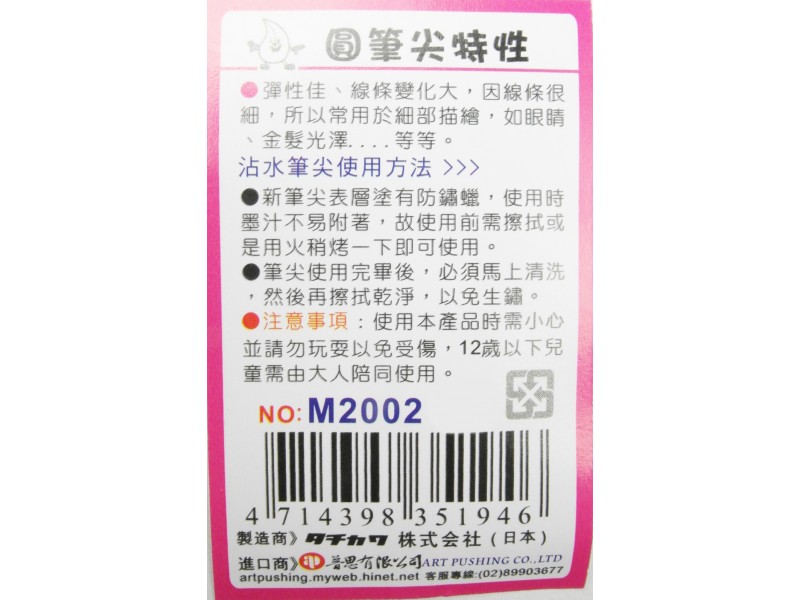 圓筆尖特性
●彈性佳、線條變化大，因線條很
細，所以常用於細部描繪，如眼睛
、金髮光澤....等等。
沾水筆尖使用方法 >>>
●新筆尖表層塗有防鏽蠟，使用時
墨汁不易附著，故使用前需擦拭或
是用火稍烤一下即可使用。
●筆尖使用完畢後，必須馬上清洗
，然後再擦拭乾淨，以免生鏽。
●注意事項：使用本產品時需小心
並請勿玩耍以免受傷，12歲以下兒
童需由大人陪同使用。
NO: M2002
4 714398 351946
製造商》タチカワ 株式会社（日本）
進口商》 普思有限公司 ART PUSHING CO., LTD
artpushing.myweb.hinet.net 客服專線:(02)89903677